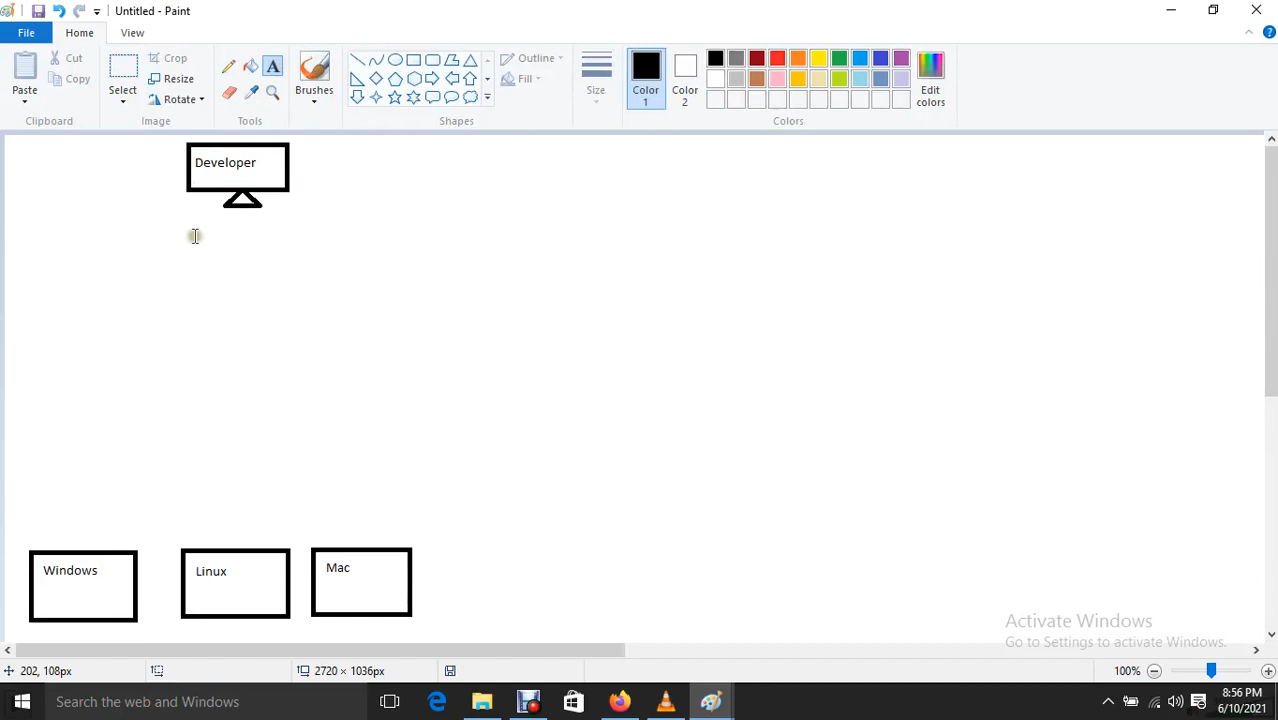 Untitled - Paint
File Home View
Paste
Cut
Copy
Clipboard
Select
Crop
Resize
Rotate
Image
A
Tools
Brushes
Shapes
Outline
Fill
Size
Color 1
Color 2
Edit colors
Colors
Developer
Windows
Linux
Mac
Activate Windows
Go to Settings to activate Windows.
202, 108px
2720 × 1036px
100%
Search the web and Windows
8:56 PM
6/10/2021